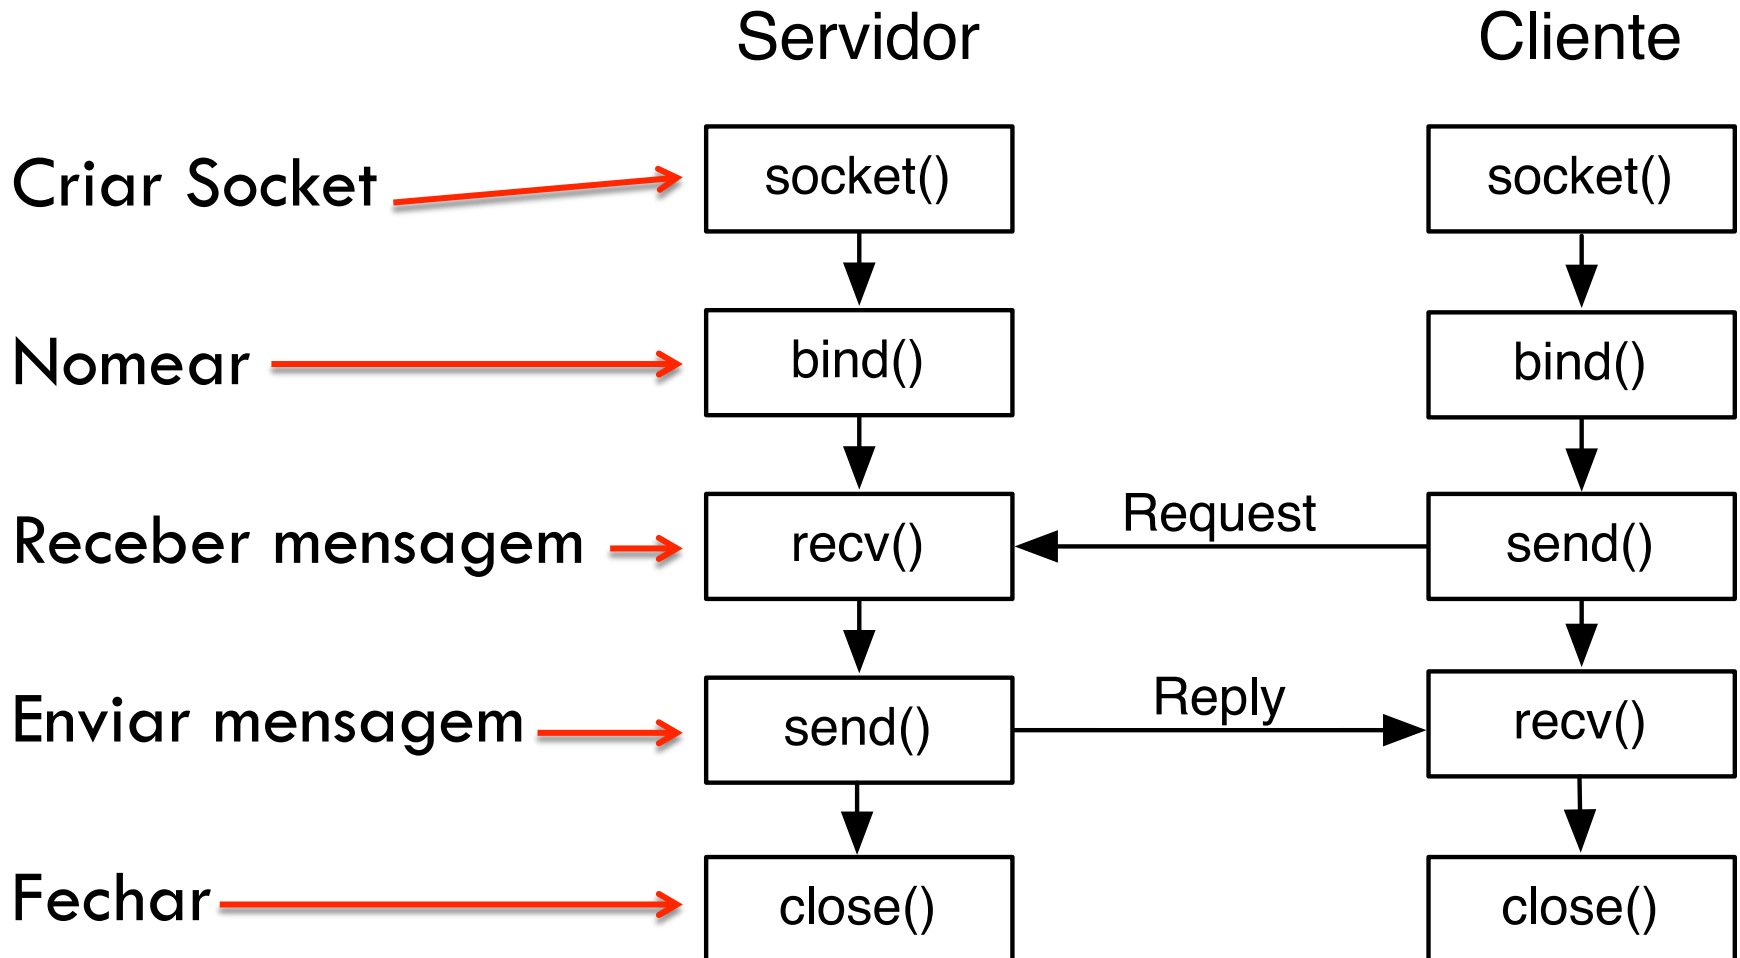 Servidor
Cliente
Criar Socket
socket()
socket()
Nomear
bind()
bind()
Receber mensagem
recv()
Request
send()
Enviar mensagem
send()
Reply
recv()
Fechar
close()
close()